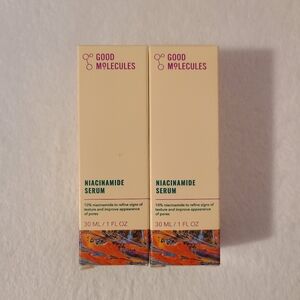 GOOD
MOLECULES
NIACINAMIDE
SERUM
10% niacinamide to refine signs of
texture and improve appearance
of pores
30 ML / 1 FL OZ
GOOD
MOLECULES
NIACINAMIDE
SERUM
10% niacinamide to refine signs of
texture and improve appearance
of pores
30 ML / 1 FL OZ